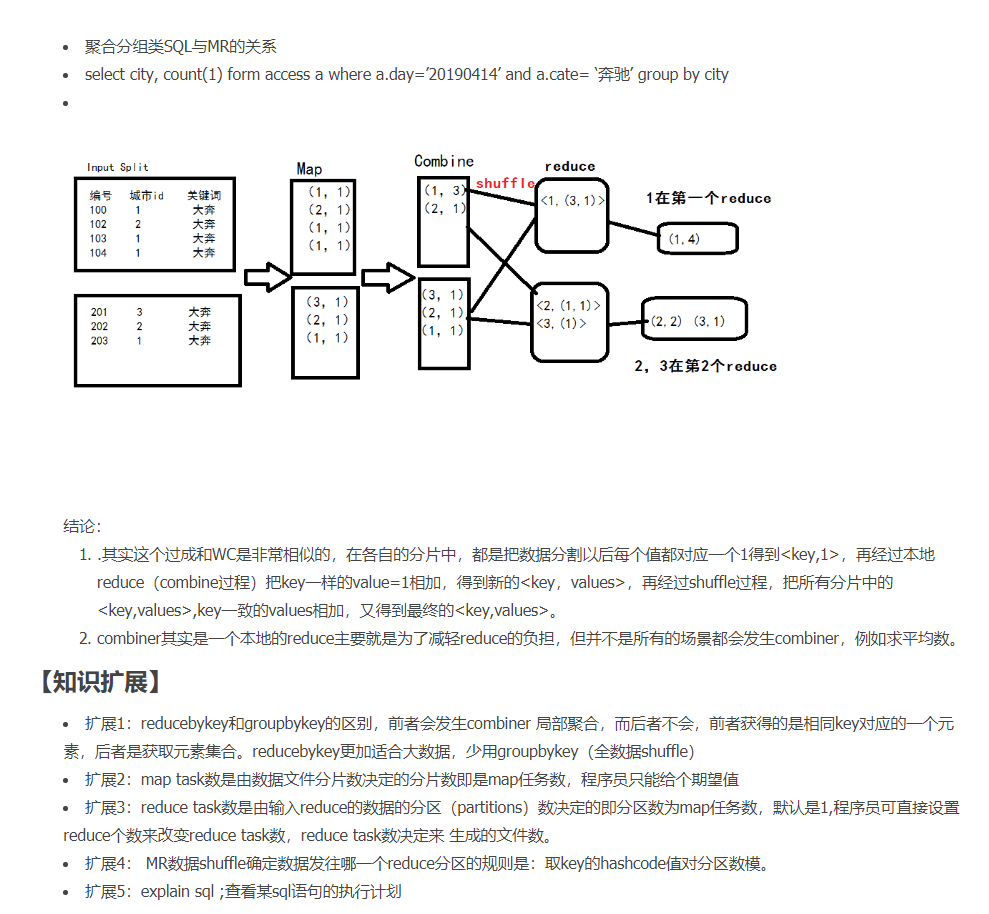 聚合分组类SQL与MR的关系
select city, count(1) form access a where a.day=’20190414’ and a.cate= ‘奔驰’ group by city
Input Split
编号 城市id 关键词
100 1 大奔
102 2 大奔
103 1 大奔
104 1 大奔
201 3 大奔
202 2 大奔
203 1 大奔
Map
(1, 1)
(2, 1)
(1, 1)
(1, 1)
(3, 1)
(2, 1)
(1, 1)
Combine
(1, 3)
(2, 1)
(3, 1)
(2, 1)
(1, 1)
shuffle
reduce
<1,(3,1)>
<2,(1,1)>
<3,(1)>
1在第一个reduce
(1,4)
(2,2) (3,1)
2，3在第2个reduce
结论：
1. .其实这个过成和WC是非常相似的，在各自的分片中，都是把数据分割以后每个值都对应一个1得到<key,1>，再经过本地
reduce（combine过程）把key一样的value=1相加，得到新的<key，values>，再经过shuffle过程，把所有分片中的
<key,values>,key一致的values相加，又得到最终的<key,values>。
2. combiner其实是一个本地的reduce主要就是为了减轻reduce的负担，但并不是所有的场景都会发生combiner，例如求平均数。
【知识扩展】
扩展1：reducebykey和groupbykey的区别，前者会发生combiner 局部聚合，而后者不会，前者获得的是相同key对应的一个元
素，后者是获取元素集合。reducebykey更加适合大数据，少用groupbykey（全数据shuffle）
扩展2：map task数是由数据文件分片数决定的分片数即是map任务数，程序员只能给个期望值
扩展3：reduce task数是由输入reduce的数据的分区（partitions）数决定的即分区数为map任务数，默认是1,程序员可直接设置
reduce个数来改变reduce task数，reduce task数决定来 生成的文件数。
扩展4： MR数据shuffle确定数据发往哪一个reduce分区的规则是：取key的hashcode值对分区数模。
扩展5：explain sql ;查看某sql语句的执行计划